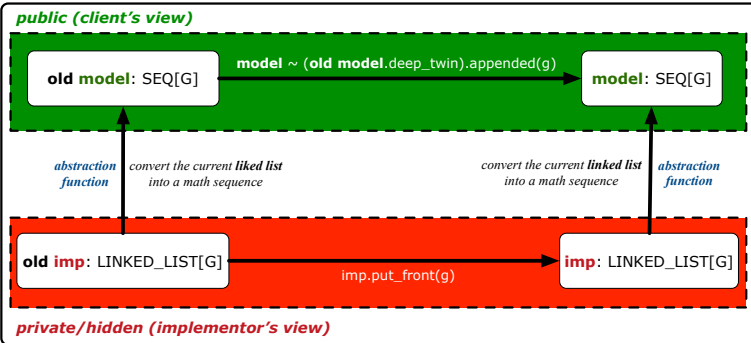 public (client's view)
old model: SEQ[G]
model ~ (old model.deep_twin).appended(g)
model: SEQ[G]
abstraction
function
convert the current liked list
into a math sequence
convert the current linked list
into a math sequence
abstraction
function
old imp: LINKED_LIST[G]
imp.put_front(g)
imp: LINKED_LIST[G]
private/hidden (implementor's view)